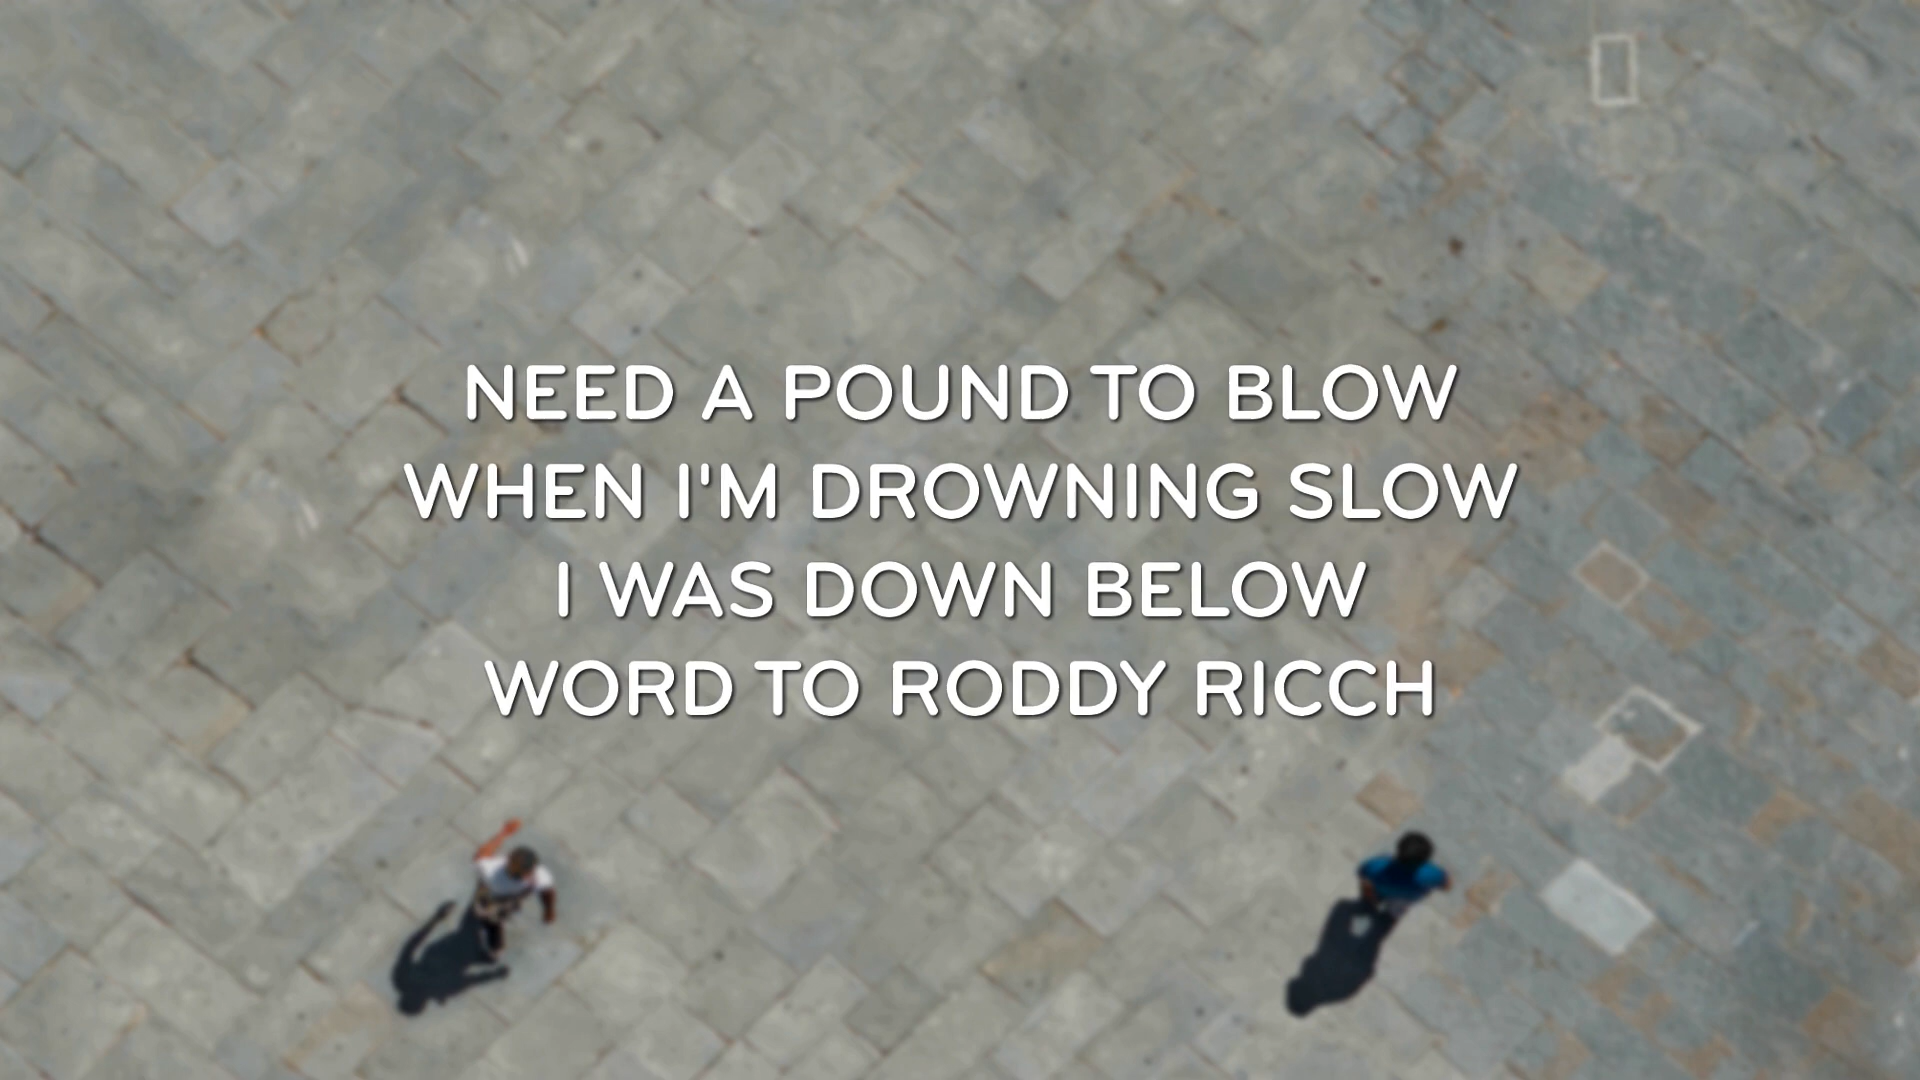 NEED A POUND TO BLOW
WHEN I'M DROWNING SLOW
I WAS DOWN BELOW
WORD TO RODDY RICCH